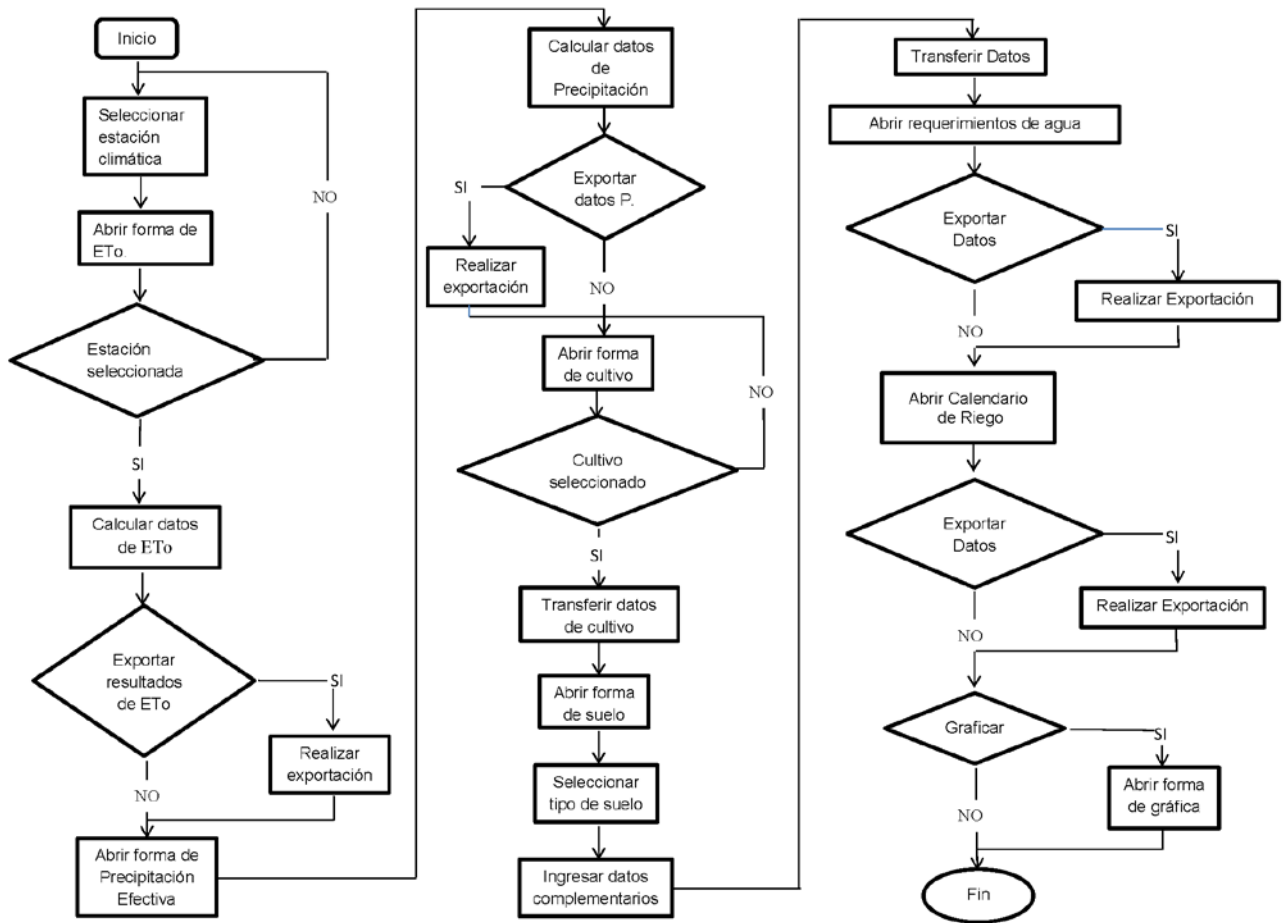 Inicio
Seleccionar
estación
climática
NO
Abrir forma de
ETo.
Estación
seleccionada
SI
Calcular datos
de ETo
Exportar
resultados
de ETo
SI
Realizar
exportación
NO
Abrir forma de
Precipitación
Efectiva
Calcular datos
de
Precipitación
Exportar
datos P.
SI
Realizar
exportación
NO
Abrir forma
de cultivo
NO
Cultivo
seleccionado
SI
Transferir datos
de cultivo
Abrir forma
de suelo
Seleccionar
tipo de suelo
Ingresar datos
complementarios
Transferir Datos
Abrir requerimientos de agua
Exportar
Datos
SI
Realizar Exportación
NO
Abrir Calendario
de Riego
Exportar
Datos
SI
Realizar Exportación
NO
Graficar
SI
Abrir forma
de gráfica
NO
Fin